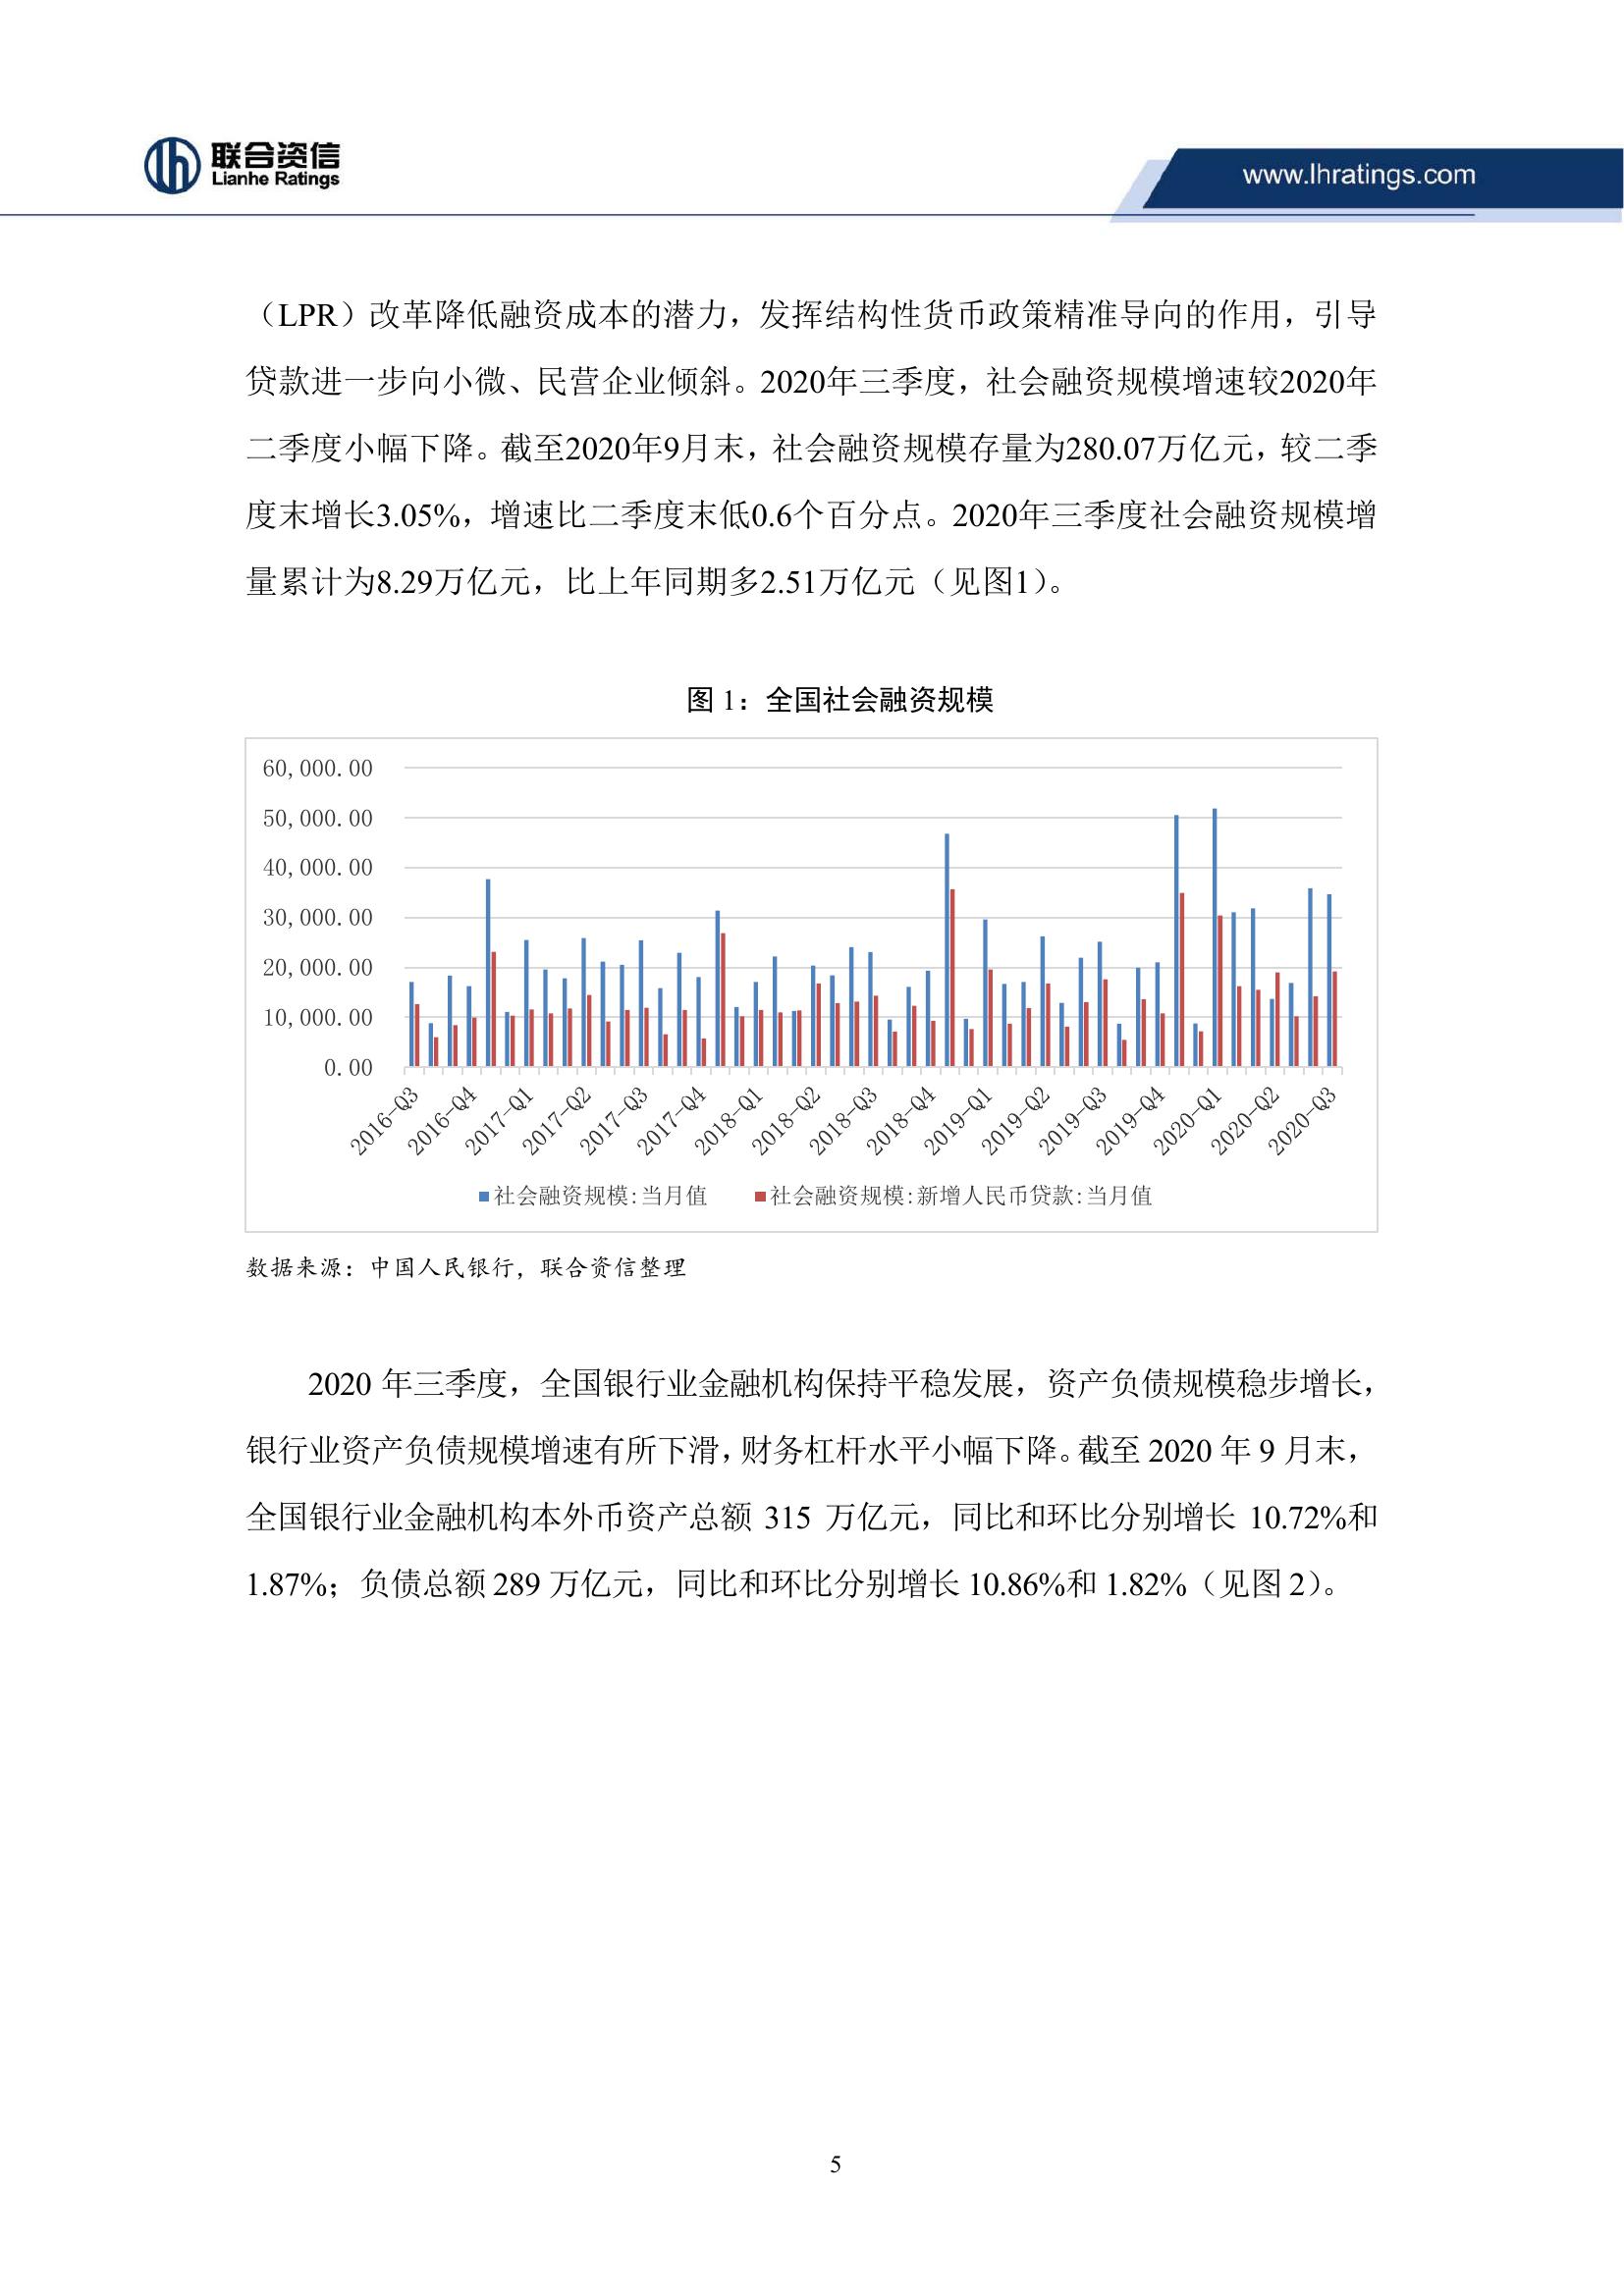 联合资信
Lianhe Ratings
www.lhratings.com
（LPR）改革降低融资成本的潜力，发挥结构性货币政策精准导向的作用，引导
贷款进一步向小微、民营企业倾斜。2020年三季度，社会融资规模增速较2020年
二季度小幅下降。截至2020年9月末，社会融资规模存量为280.07万亿元，较二季
度末增长3.05%，增速比二季度末低0.6个百分点。2020年三季度社会融资规模增
量累计为8.29万亿元，比上年同期多2.51万亿元（见图1）。
图 1：全国社会融资规模
60,000.00
50,000.00
40,000.00
30,000.00
20,000.00
10,000.00
0.00
2016-Q3
2016-Q4
2017-Q1
2017-Q2
2017-Q3
2017-Q4
2018-Q1
2018-Q2
2018-Q3
2018-Q4
2019-Q1
2019-Q2
2019-Q3
2019-Q4
2020-Q1
2020-Q2
2020-Q3
社会融资规模:当月值 社会融资规模:新增人民币贷款:当月值
数据来源：中国人民银行，联合资信整理
2020 年三季度，全国银行业金融机构保持平稳发展，资产负债规模稳步增长，
银行业资产负债规模增速有所下滑，财务杠杆水平小幅下降。截至 2020 年 9 月末，
全国银行业金融机构本外币资产总额 315 万亿元，同比和环比分别增长 10.72%和
1.87%；负债总额 289 万亿元，同比和环比分别增长 10.86%和 1.82%（见图 2）。
5